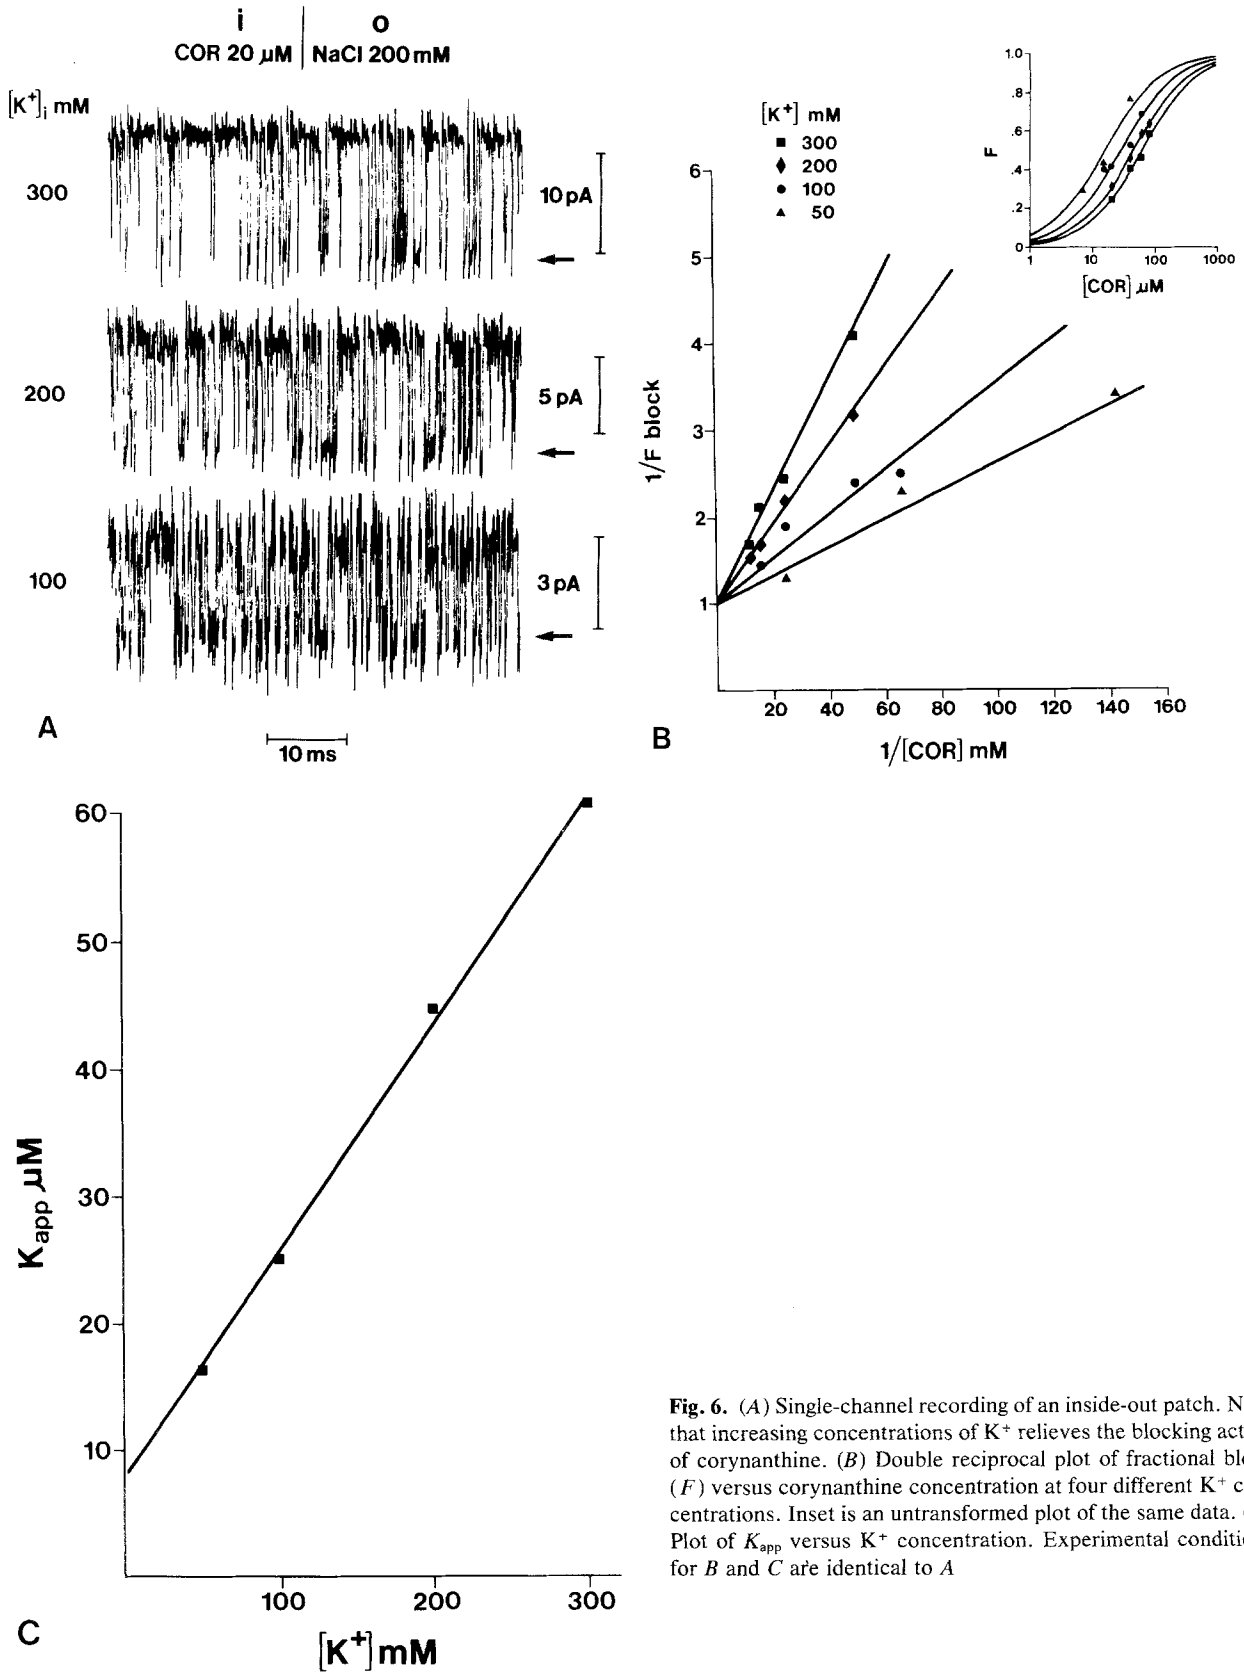 i o
COR 20 µM NaCl 200 mM
[K⁺]i mM
300
10 pA
200
5 pA
100
3 pA
A
10 ms
[K⁺] mM
300
200
100
50
6
5
4
3
2
1
1/F block
20 40 60 80 100 120 140 160
1/[COR] mM
B
1.0
.8
.6
.4
.2
0
F
1 10 100 1000
[COR] µM
60
50
40
30
20
10
Kapp µM
100 200 300
[K⁺] mM
C
Fig. 6. (A) Single-channel recording of an inside-out patch. N
that increasing concentrations of K⁺ relieves the blocking act
of corynanthine. (B) Double reciprocal plot of fractional blo
(F) versus corynanthine concentration at four different K⁺ c
centrations. Inset is an untransformed plot of the same data.
Plot of Kapp versus K⁺ concentration. Experimental conditio
for B and C are identical to A